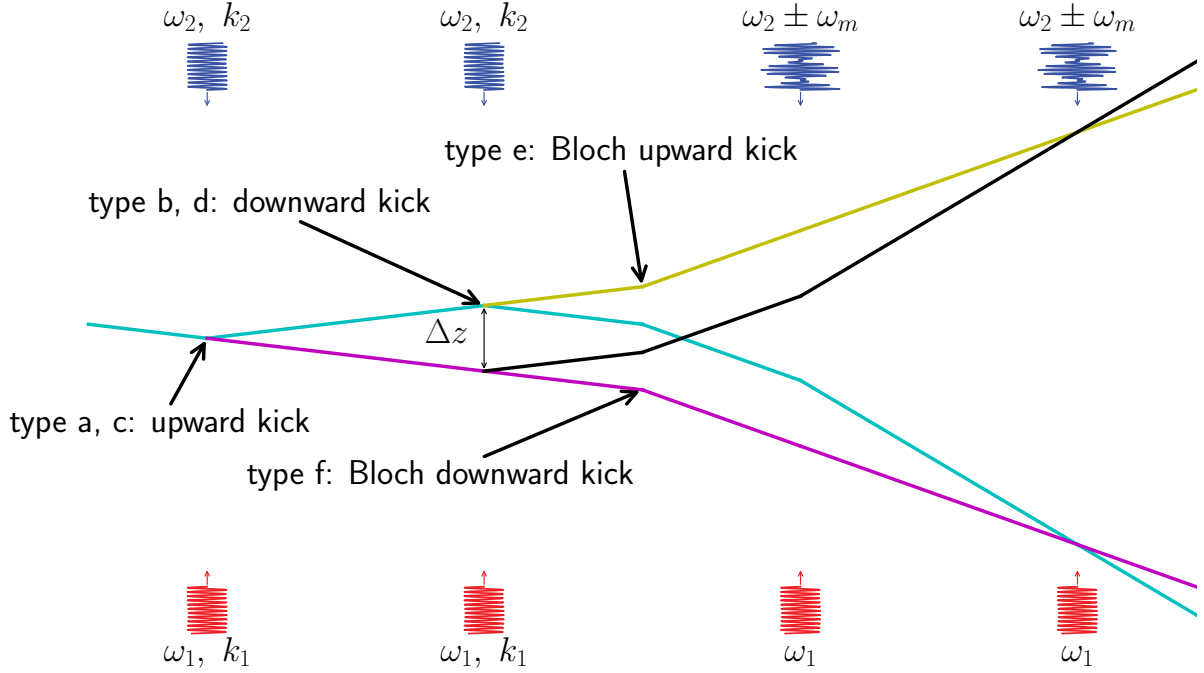 ω₂, k₂ ω₂, k₂ ω₂ ± ωₘ ω₂ ± ωₘ
type e: Bloch upward kick
type b, d: downward kick
Δz
type a, c: upward kick
type f: Bloch downward kick
ω₁, k₁ ω₁, k₁ ω₁ ω₁